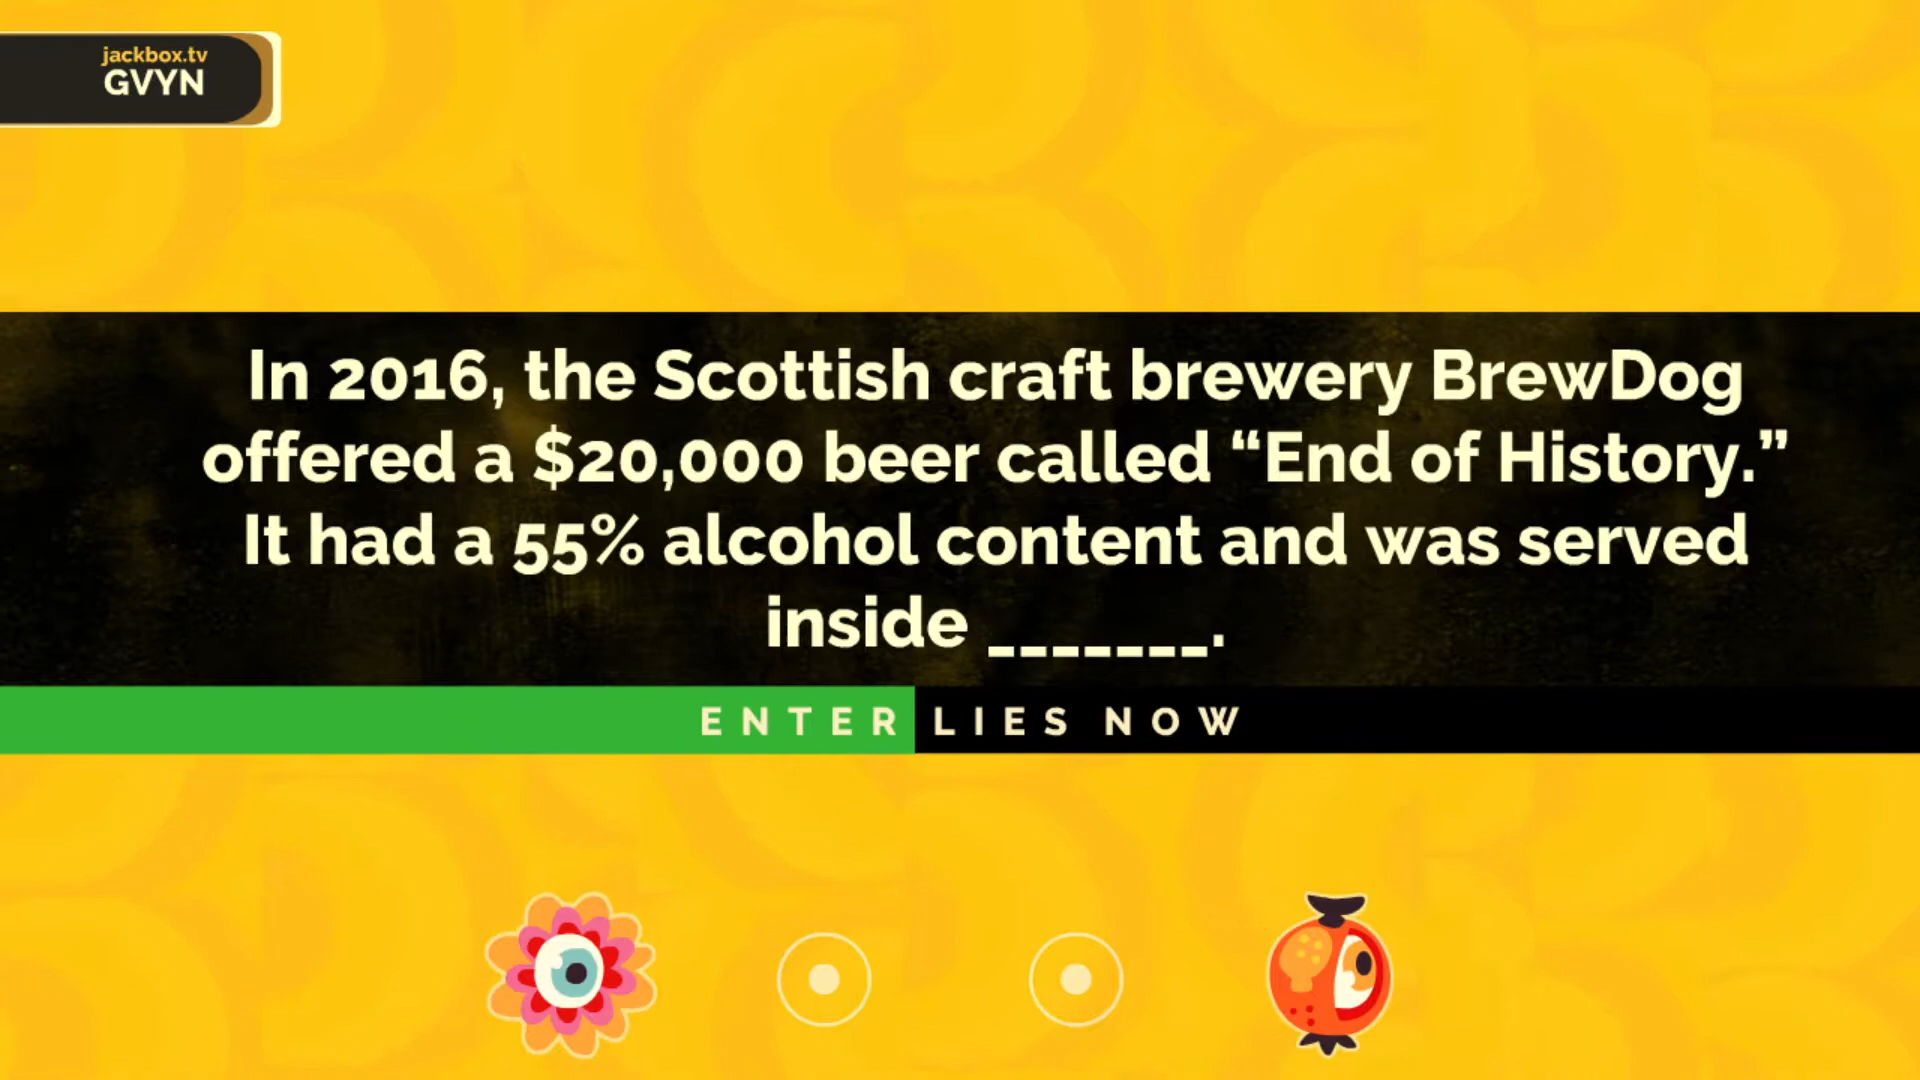 jackbox.tv
GVYN
In 2016, the Scottish craft brewery BrewDog
offered a $20,000 beer called “End of History.”
It had a 55% alcohol content and was served
inside _______.
ENTER LIES NOW